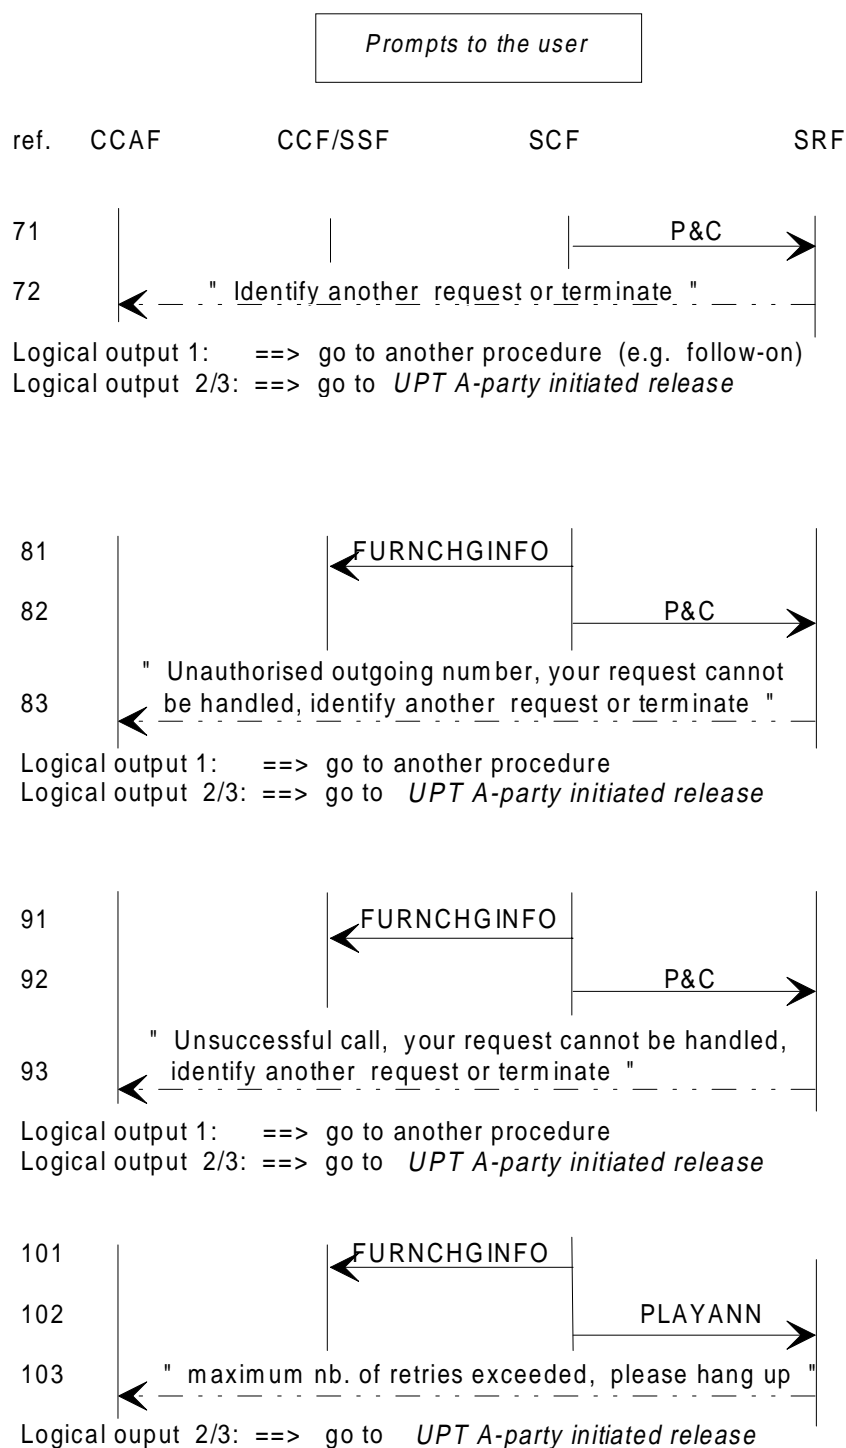 Prompts to the user
ref. CCAF CCF/SSF SCF SRF
71 P&C
72 " Identify another request or terminate "
Logical output 1: ==> go to another procedure (e.g. follow-on)
Logical output 2/3: ==> go to UPT A-party initiated release
81 FURNCHGINFO
82 P&C
" Unauthorised outgoing number, your request cannot
83 be handled, identify another request or terminate "
Logical output 1: ==> go to another procedure
Logical output 2/3: ==> go to UPT A-party initiated release
91 FURNCHGINFO
92 P&C
" Unsuccessful call, your request cannot be handled,
93 identify another request or terminate "
Logical output 1: ==> go to another procedure
Logical output 2/3: ==> go to UPT A-party initiated release
101 FURNCHGINFO
102 PLAYANN
103 " maximum nb. of retries exceeded, please hang up "
Logical ouput 2/3: ==> go to UPT A-party initiated release